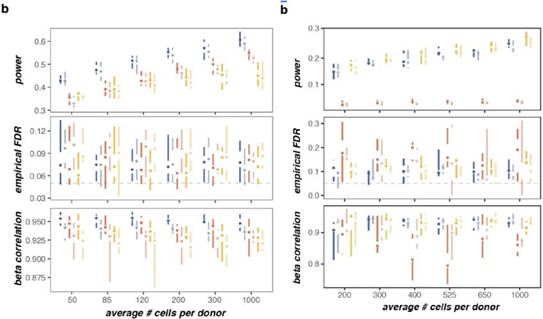 b
power
0.6
0.5
0.4
0.3
empirical FDR
0.12
0.09
0.06
0.03
beta correlation
0.950
0.925
0.900
0.875
50 85 120 200 300 1000
average # cells per donor
b
power
0.3
0.2
0.1
empirical FDR
0.3
0.2
0.1
0.0
beta correlation
0.9
0.8
200 300 400 525 650 1000
average # cells per donor